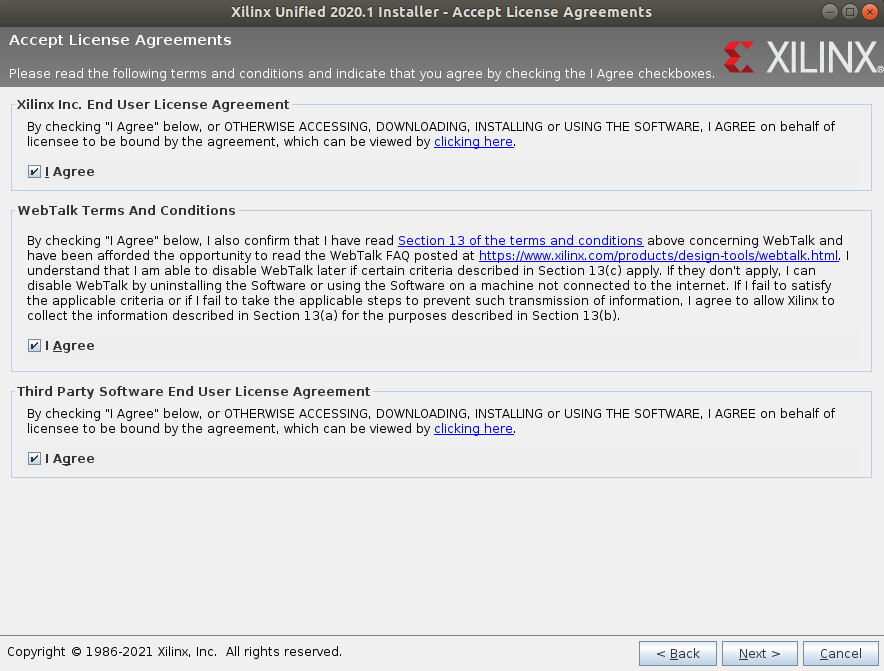 Xilinx Unified 2020.1 Installer - Accept License Agreements
Accept License Agreements
Please read the following terms and conditions and indicate that you agree by checking the I Agree checkboxes.
XILINX®
Xilinx Inc. End User License Agreement
By checking "I Agree" below, or OTHERWISE ACCESSING, DOWNLOADING, INSTALLING or USING THE SOFTWARE, I AGREE on behalf of
licensee to be bound by the agreement, which can be viewed by clicking here.
I Agree
WebTalk Terms And Conditions
By checking "I Agree" below, I also confirm that I have read Section 13 of the terms and conditions above concerning WebTalk and
have been afforded the opportunity to read the WebTalk FAQ posted at https://www.xilinx.com/products/design-tools/webtalk.html. I
understand that I am able to disable WebTalk later if certain criteria described in Section 13(c) apply. If they don't apply, I can
disable WebTalk by uninstalling the Software or using the Software on a machine not connected to the internet. If I fail to satisfy
the applicable criteria or if I fail to take the applicable steps to prevent such transmission of information, I agree to allow Xilinx to
collect the information described in Section 13(a) for the purposes described in Section 13(b).
I Agree
Third Party Software End User License Agreement
By checking "I Agree" below, or OTHERWISE ACCESSING, DOWNLOADING, INSTALLING or USING THE SOFTWARE, I AGREE on behalf of
licensee to be bound by the agreement, which can be viewed by clicking here.
I Agree
Copyright © 1986-2021 Xilinx, Inc. All rights reserved.
< Back
Next >
Cancel